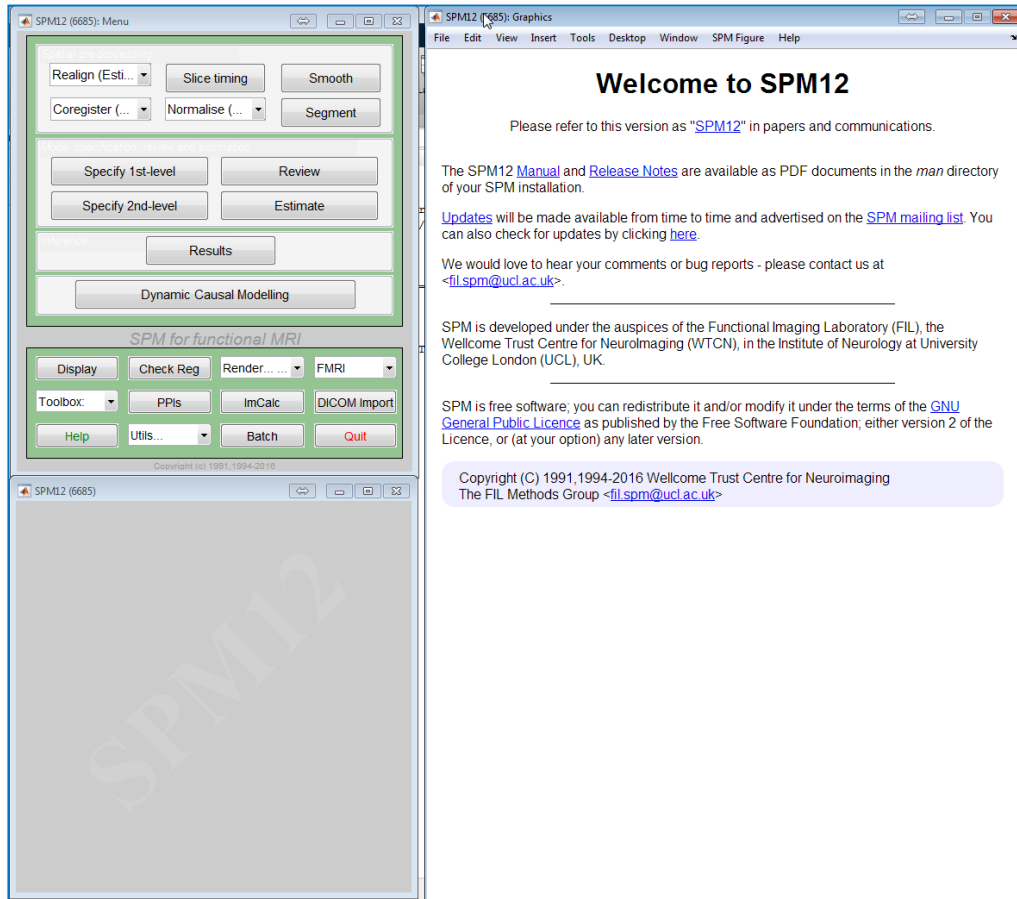 SPM12 (6685): Menu
Spatial pre-processing
Realign (Esti...
Slice timing
Smooth
Coregister (...
Normalise (...
Segment
Model specification, review and estimation
Specify 1st-level
Review
Specify 2nd-level
Estimate
Inference
Results
Dynamic Causal Modelling
SPM for functional MRI
Display
Check Reg
Render... ...
FMRI
Toolbox:
PPIs
ImCalc
DICOM Import
Help
Utils...
Batch
Quit
Copyright (c) 1991,1994-2016
SPM12 (6685)
SPM12
SPM12 (6685): Graphics
File Edit View Insert Tools Desktop Window SPM Figure Help
Welcome to SPM12
Please refer to this version as "SPM12" in papers and communications.
The SPM12 Manual and Release Notes are available as PDF documents in the man directory
of your SPM installation.
Updates will be made available from time to time and advertised on the SPM mailing list. You
can also check for updates by clicking here.
We would love to hear your comments or bug reports - please contact us at
<fil.spm@ucl.ac.uk>.
SPM is developed under the auspices of the Functional Imaging Laboratory (FIL), the
Wellcome Trust Centre for NeuroImaging (WTCN), in the Institute of Neurology at University
College London (UCL), UK.
SPM is free software; you can redistribute it and/or modify it under the terms of the GNU
General Public Licence as published by the Free Software Foundation; either version 2 of the
Licence, or (at your option) any later version.
Copyright (C) 1991,1994-2016 Wellcome Trust Centre for Neuroimaging
The FIL Methods Group <fil.spm@ucl.ac.uk>